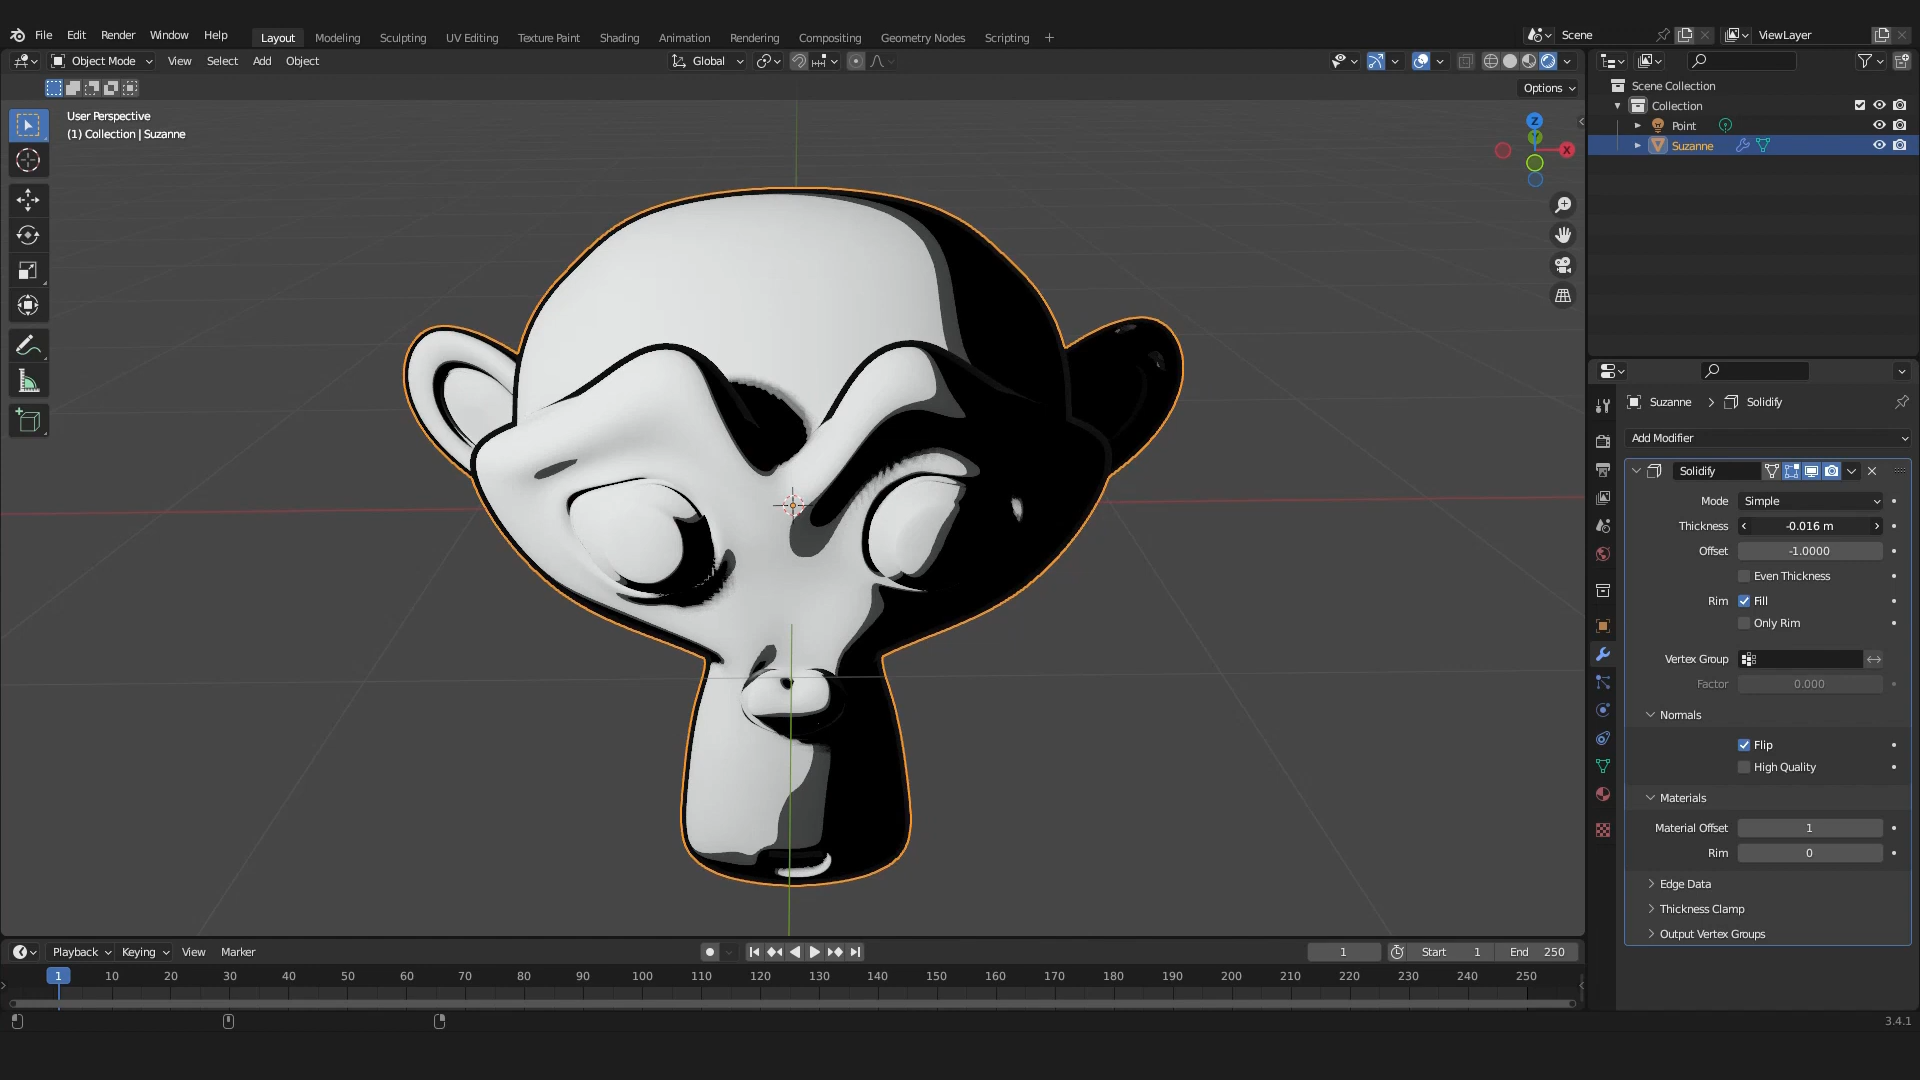 File Edit Render Window Help Layout Modeling Sculpting UV Editing Texture Paint Shading Animation Rendering Compositing Geometry Nodes Scripting + Scene ViewLayer
Object Mode View Select Add Object Global
Options
User Perspective
(1) Collection | Suzanne
Z
Y
X
Scene Collection
Collection
Point
Suzanne
Suzanne > Solidify
Add Modifier
Solidify
Mode Simple
Thickness -0.016 m
Offset -1.0000
Even Thickness
Rim Fill
Only Rim
Vertex Group
Factor 0.000
Normals
Flip
High Quality
Materials
Material Offset 1
Rim 0
Edge Data
Thickness Clamp
Output Vertex Groups
Playback Keying View Marker 1 Start 1 End 250
1 10 20 30 40 50 60 70 80 90 100 110 120 130 140 150 160 170 180 190 200 210 220 230 240 250
3.4.1